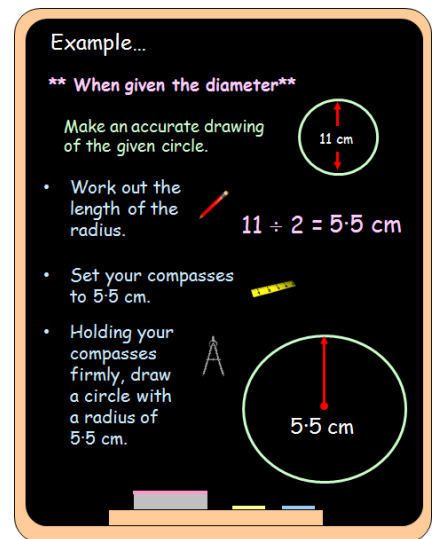 Example...
** When given the diameter**
Make an accurate drawing
of the given circle.
11 cm
• Work out the
length of the
radius.
11 ÷ 2 = 5·5 cm
• Set your compasses
to 5·5 cm.
• Holding your
compasses
firmly, draw
a circle with
a radius of
5·5 cm.
5·5 cm